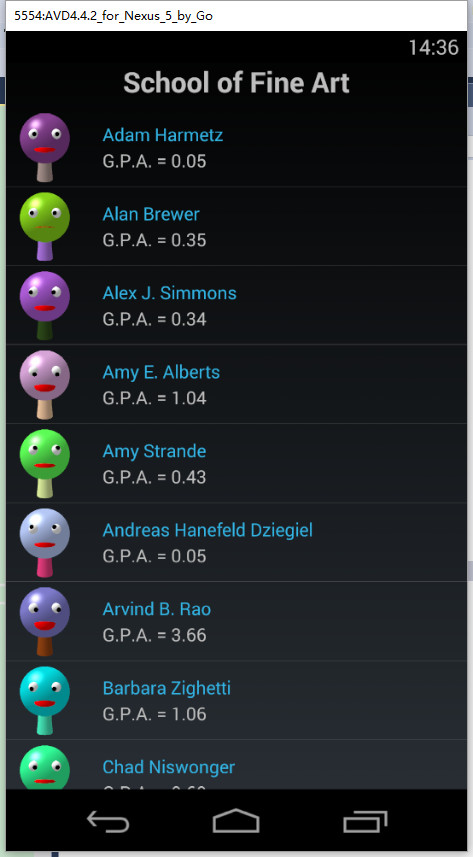 5554:AVD4.4.2_for_Nexus_5_by_Go
14:36
School of Fine Art
Adam Harmetz
G.P.A. = 0.05
Alan Brewer
G.P.A. = 0.35
Alex J. Simmons
G.P.A. = 0.34
Amy E. Alberts
G.P.A. = 1.04
Amy Strande
G.P.A. = 0.43
Andreas Hanefeld Dziegiel
G.P.A. = 0.05
Arvind B. Rao
G.P.A. = 3.66
Barbara Zighetti
G.P.A. = 1.06
Chad Niswonger